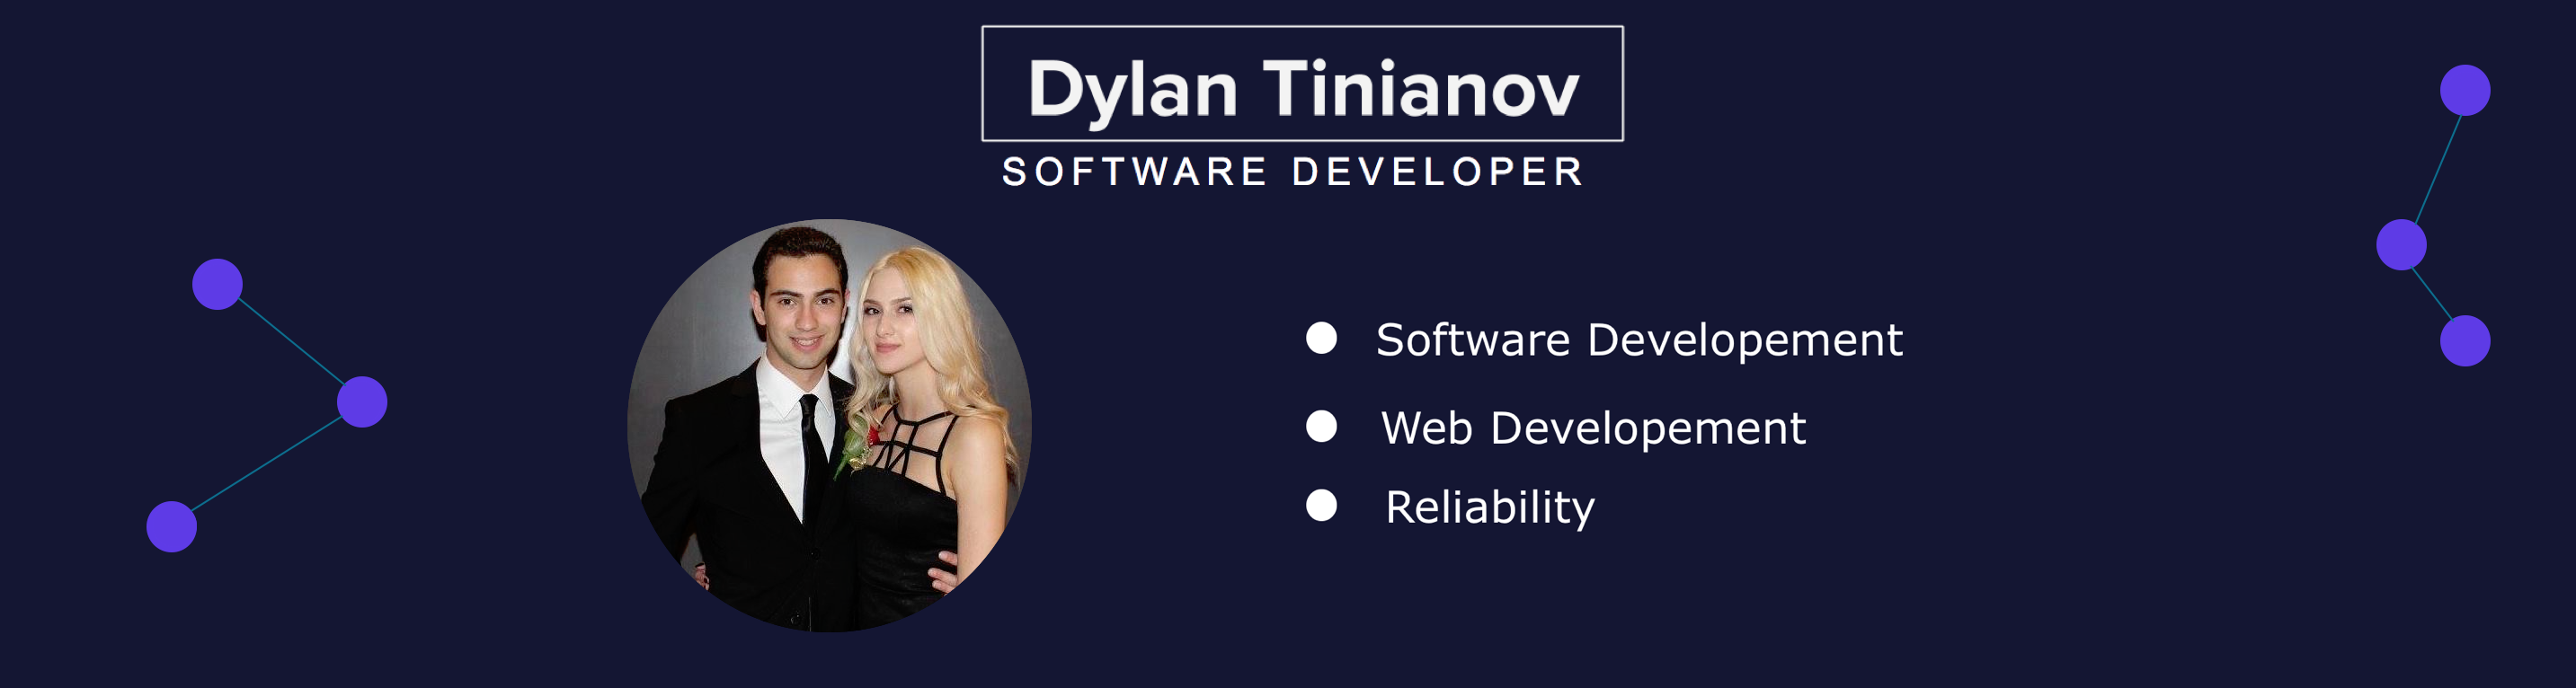 Dylan Tinianov
SOFTWARE DEVELOPER
Software Developement
Web Developement
Reliability